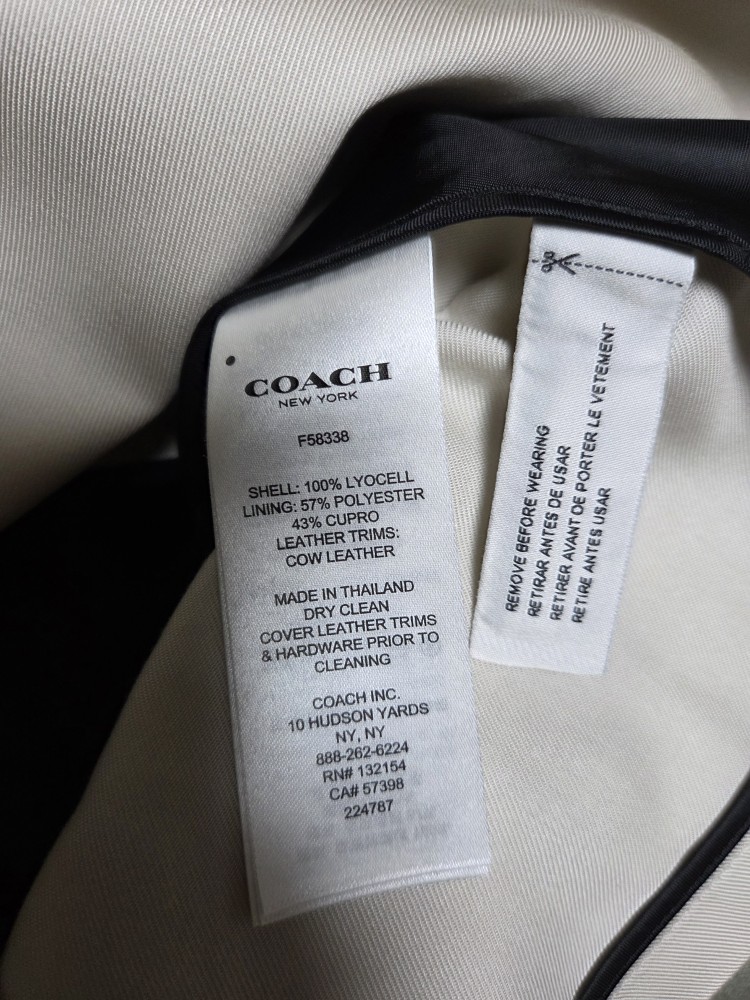 COACH
NEW YORK
F58338
SHELL: 100% LYOCELL
LINING: 57% POLYESTER
43% CUPRO
LEATHER TRIMS:
COW LEATHER
MADE IN THAILAND
DRY CLEAN
COVER LEATHER TRIMS
& HARDWARE PRIOR TO
CLEANING
COACH INC.
10 HUDSON YARDS
NY, NY
888-262-6224
RN# 132154
CA# 57398
224787
REMOVE BEFORE WEARING
RETIRAR ANTES DE USAR
RETIRER AVANT DE PORTER LE VETEMENT
RETIRE ANTES USAR